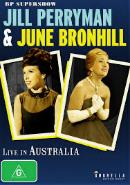 BP SUPERSHOW
JILL PERRYMAN
& JUNE BRONHILL
LIVE IN AUSTRALIA
G
UMBRELLA